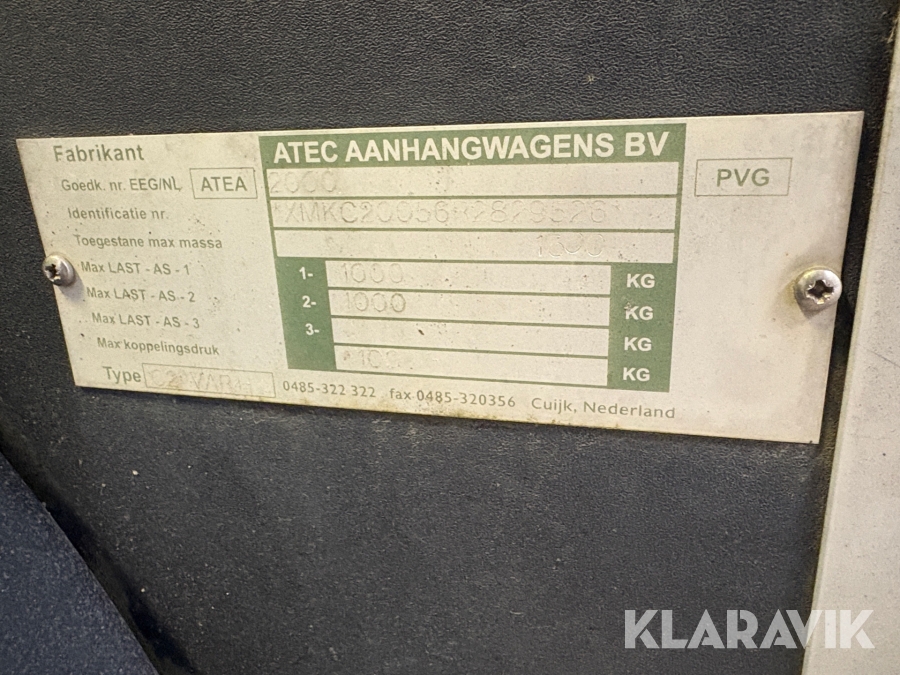 Fabrikant ATEC AANHANGWAGENS BV
Goedk. nr. EEG/NL ATEA 2000 PVG
Identificatie nr.
Toegestane max massa
Max LAST - AS - 1 1- 1000 KG
Max LAST - AS - 2 2- 1000 KG
Max LAST - AS - 3 3- KG
Max koppelingsdruk 100 KG
Type 0485-322 322 fax 0485-320356 Cuijk, Nederland
KLARAVIK